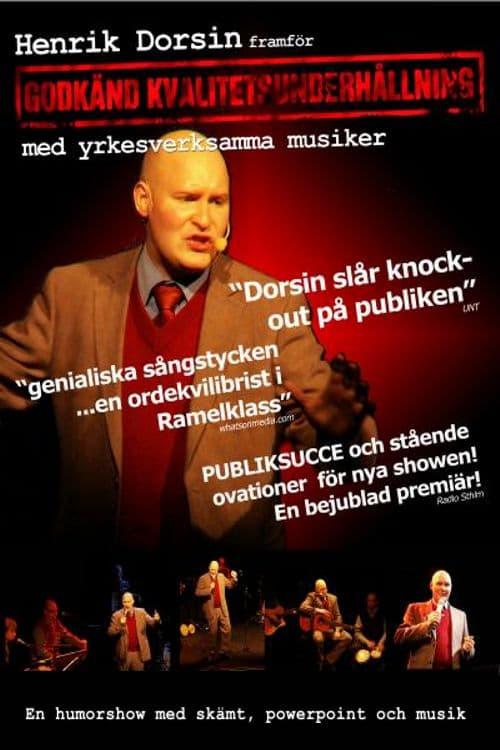 Henrik Dorsin framför
GODKÄND KVALITETSUNDERHÅLLNING
med yrkesverksamma musiker
“Dorsin slår knock-
out på publiken”
UNT
“genialiska sångstycken
...en ordekvilibrist i
Ramelklass”
whatsonmedia.com
PUBLIKSUCCE och stående
ovationer för nya showen!
En bejublad premiär!
Radio Sthlm
En humorshow med skämt, powerpoint och musik